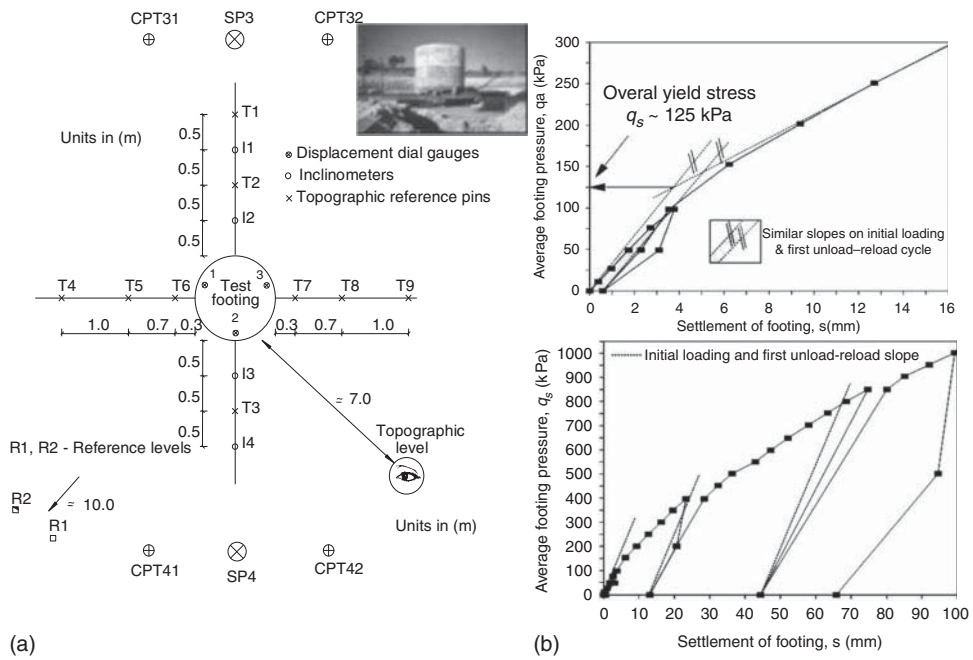 CPT31 SP3 CPT32
Units in (m)
0.5
0.5
0.5
0.5
T1
I1
T2
I2
Displacement dial gauges
Inclinometers
Topographic reference pins
T4 T5 T6
1 3
Test
footing
2
T7 T8 T9
1.0 0.7 0.3
0.3 0.7 1.0
0.5
0.5
0.5
I3
T3
I4
≈ 7.0
Topographic
level
R1, R2 - Reference levels
R2
R1
≈ 10.0
Units in (m)
CPT41 SP4 CPT42
(a)
Average footing pressure, qa (kPa)
300
250
200
150
100
50
0
Overal yield stress
qs ~ 125 kPa
Similar slopes on initial loading
& first unload–reload cycle
0 2 4 6 8 10 12 14 16
Settlement of footing, s(mm)
Average footing pressure, qs (kPa)
1000
900
850
700
600
500
400
300
200
100
0
Initial loading and first unload-reload slope
0 10 20 30 40 50 60 70 80 90 100
Settlement of footing, s (mm)
(b)